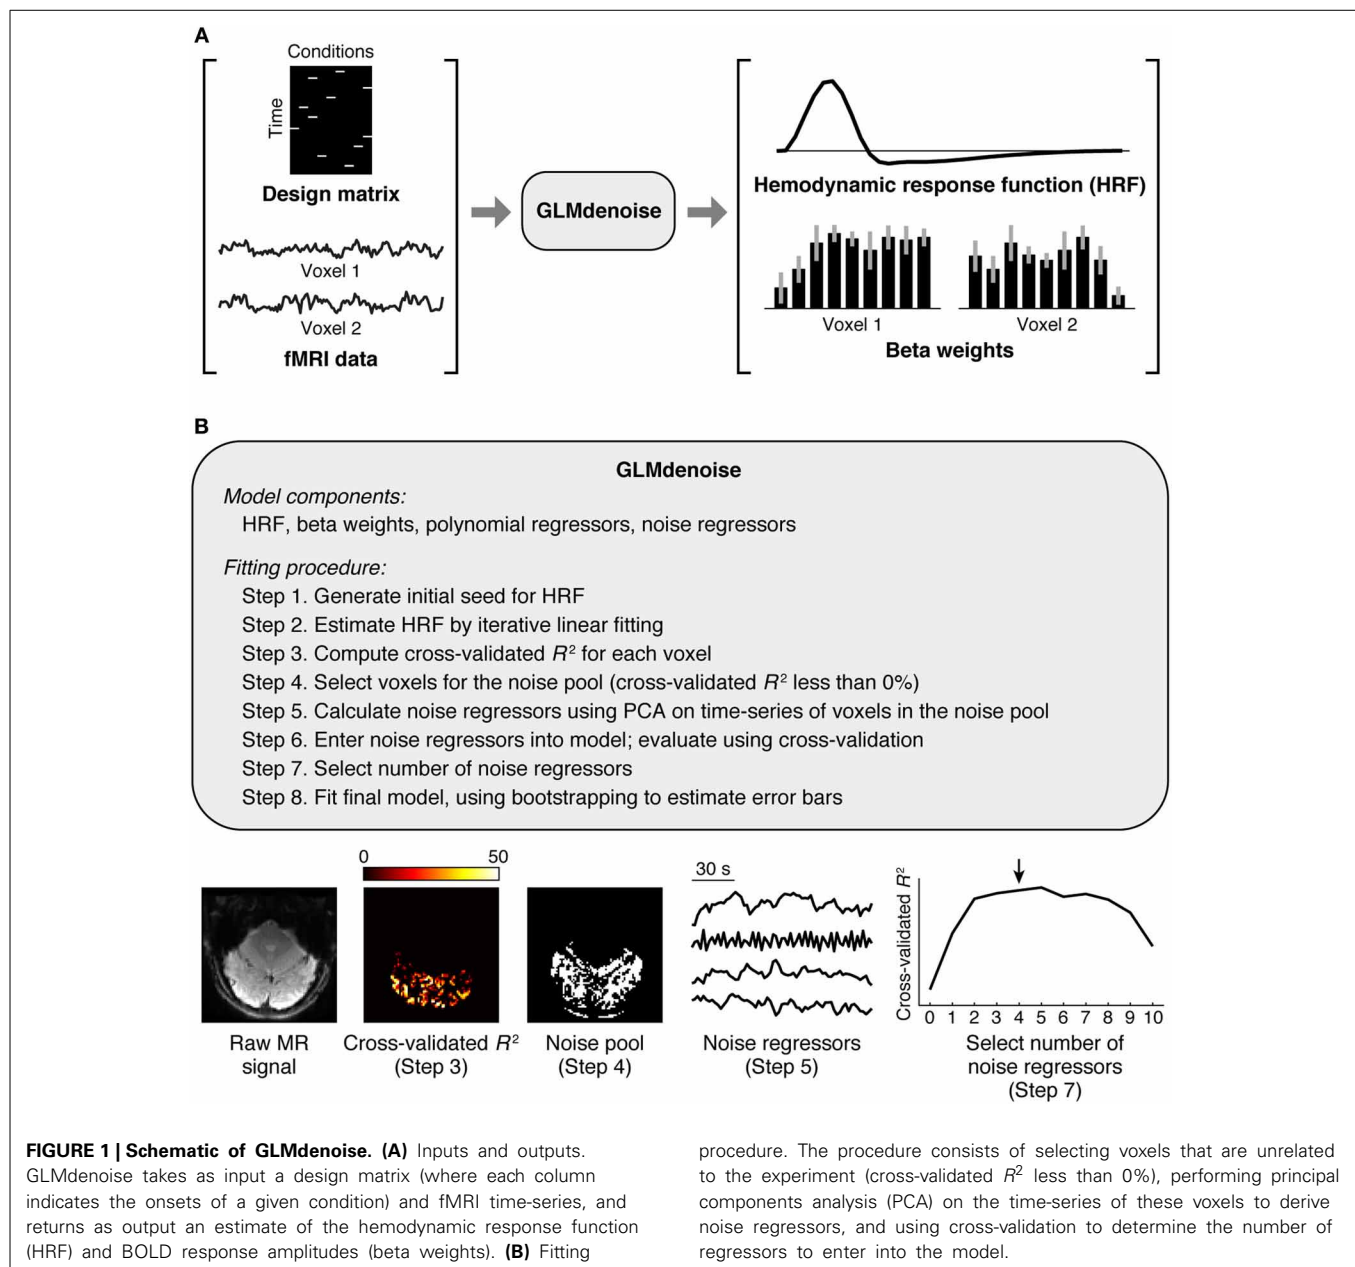 A
Conditions
Time
Design matrix
Voxel 1
Voxel 2
fMRI data
GLMdenoise
Hemodynamic response function (HRF)
Voxel 1
Voxel 2
Beta weights
B
GLMdenoise
Model components:
HRF, beta weights, polynomial regressors, noise regressors
Fitting procedure:
Step 1. Generate initial seed for HRF
Step 2. Estimate HRF by iterative linear fitting
Step 3. Compute cross-validated R² for each voxel
Step 4. Select voxels for the noise pool (cross-validated R² less than 0%)
Step 5. Calculate noise regressors using PCA on time-series of voxels in the noise pool
Step 6. Enter noise regressors into model; evaluate using cross-validation
Step 7. Select number of noise regressors
Step 8. Fit final model, using bootstrapping to estimate error bars
0 50
Raw MR
signal
Cross-validated R²
(Step 3)
Noise pool
(Step 4)
30 s
Noise regressors
(Step 5)
Cross-validated R²
0 1 2 3 4 5 6 7 8 9 10
Select number of
noise regressors
(Step 7)
FIGURE 1 | Schematic of GLMdenoise. (A) Inputs and outputs.
GLMdenoise takes as input a design matrix (where each column
indicates the onsets of a given condition) and fMRI time-series, and
returns as output an estimate of the hemodynamic response function
(HRF) and BOLD response amplitudes (beta weights). (B) Fitting
procedure. The procedure consists of selecting voxels that are unrelated
to the experiment (cross-validated R² less than 0%), performing principal
components analysis (PCA) on the time-series of these voxels to derive
noise regressors, and using cross-validation to determine the number of
regressors to enter into the model.